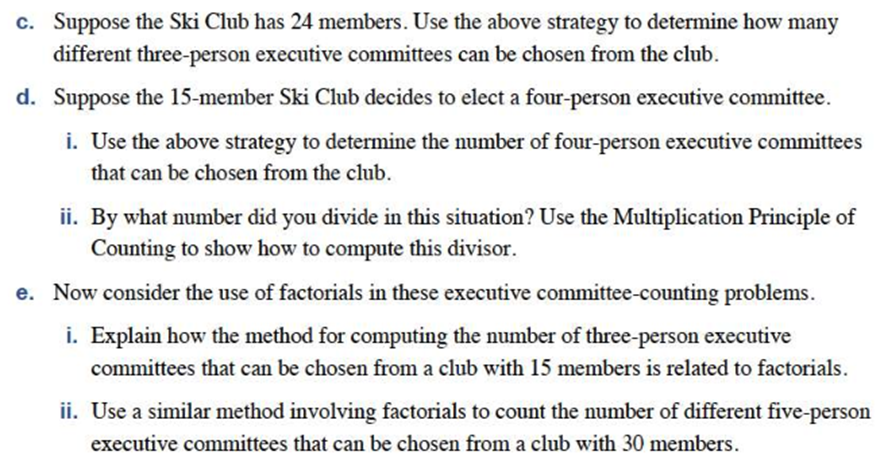 c. Suppose the Ski Club has 24 members. Use the above strategy to determine how many
different three-person executive committees can be chosen from the club.
d. Suppose the 15-member Ski Club decides to elect a four-person executive committee.
i. Use the above strategy to determine the number of four-person executive committees
that can be chosen from the club.
ii. By what number did you divide in this situation? Use the Multiplication Principle of
Counting to show how to compute this divisor.
e. Now consider the use of factorials in these executive committee-counting problems.
i. Explain how the method for computing the number of three-person executive
committees that can be chosen from a club with 15 members is related to factorials.
ii. Use a similar method involving factorials to count the number of different five-person
executive committees that can be chosen from a club with 30 members.